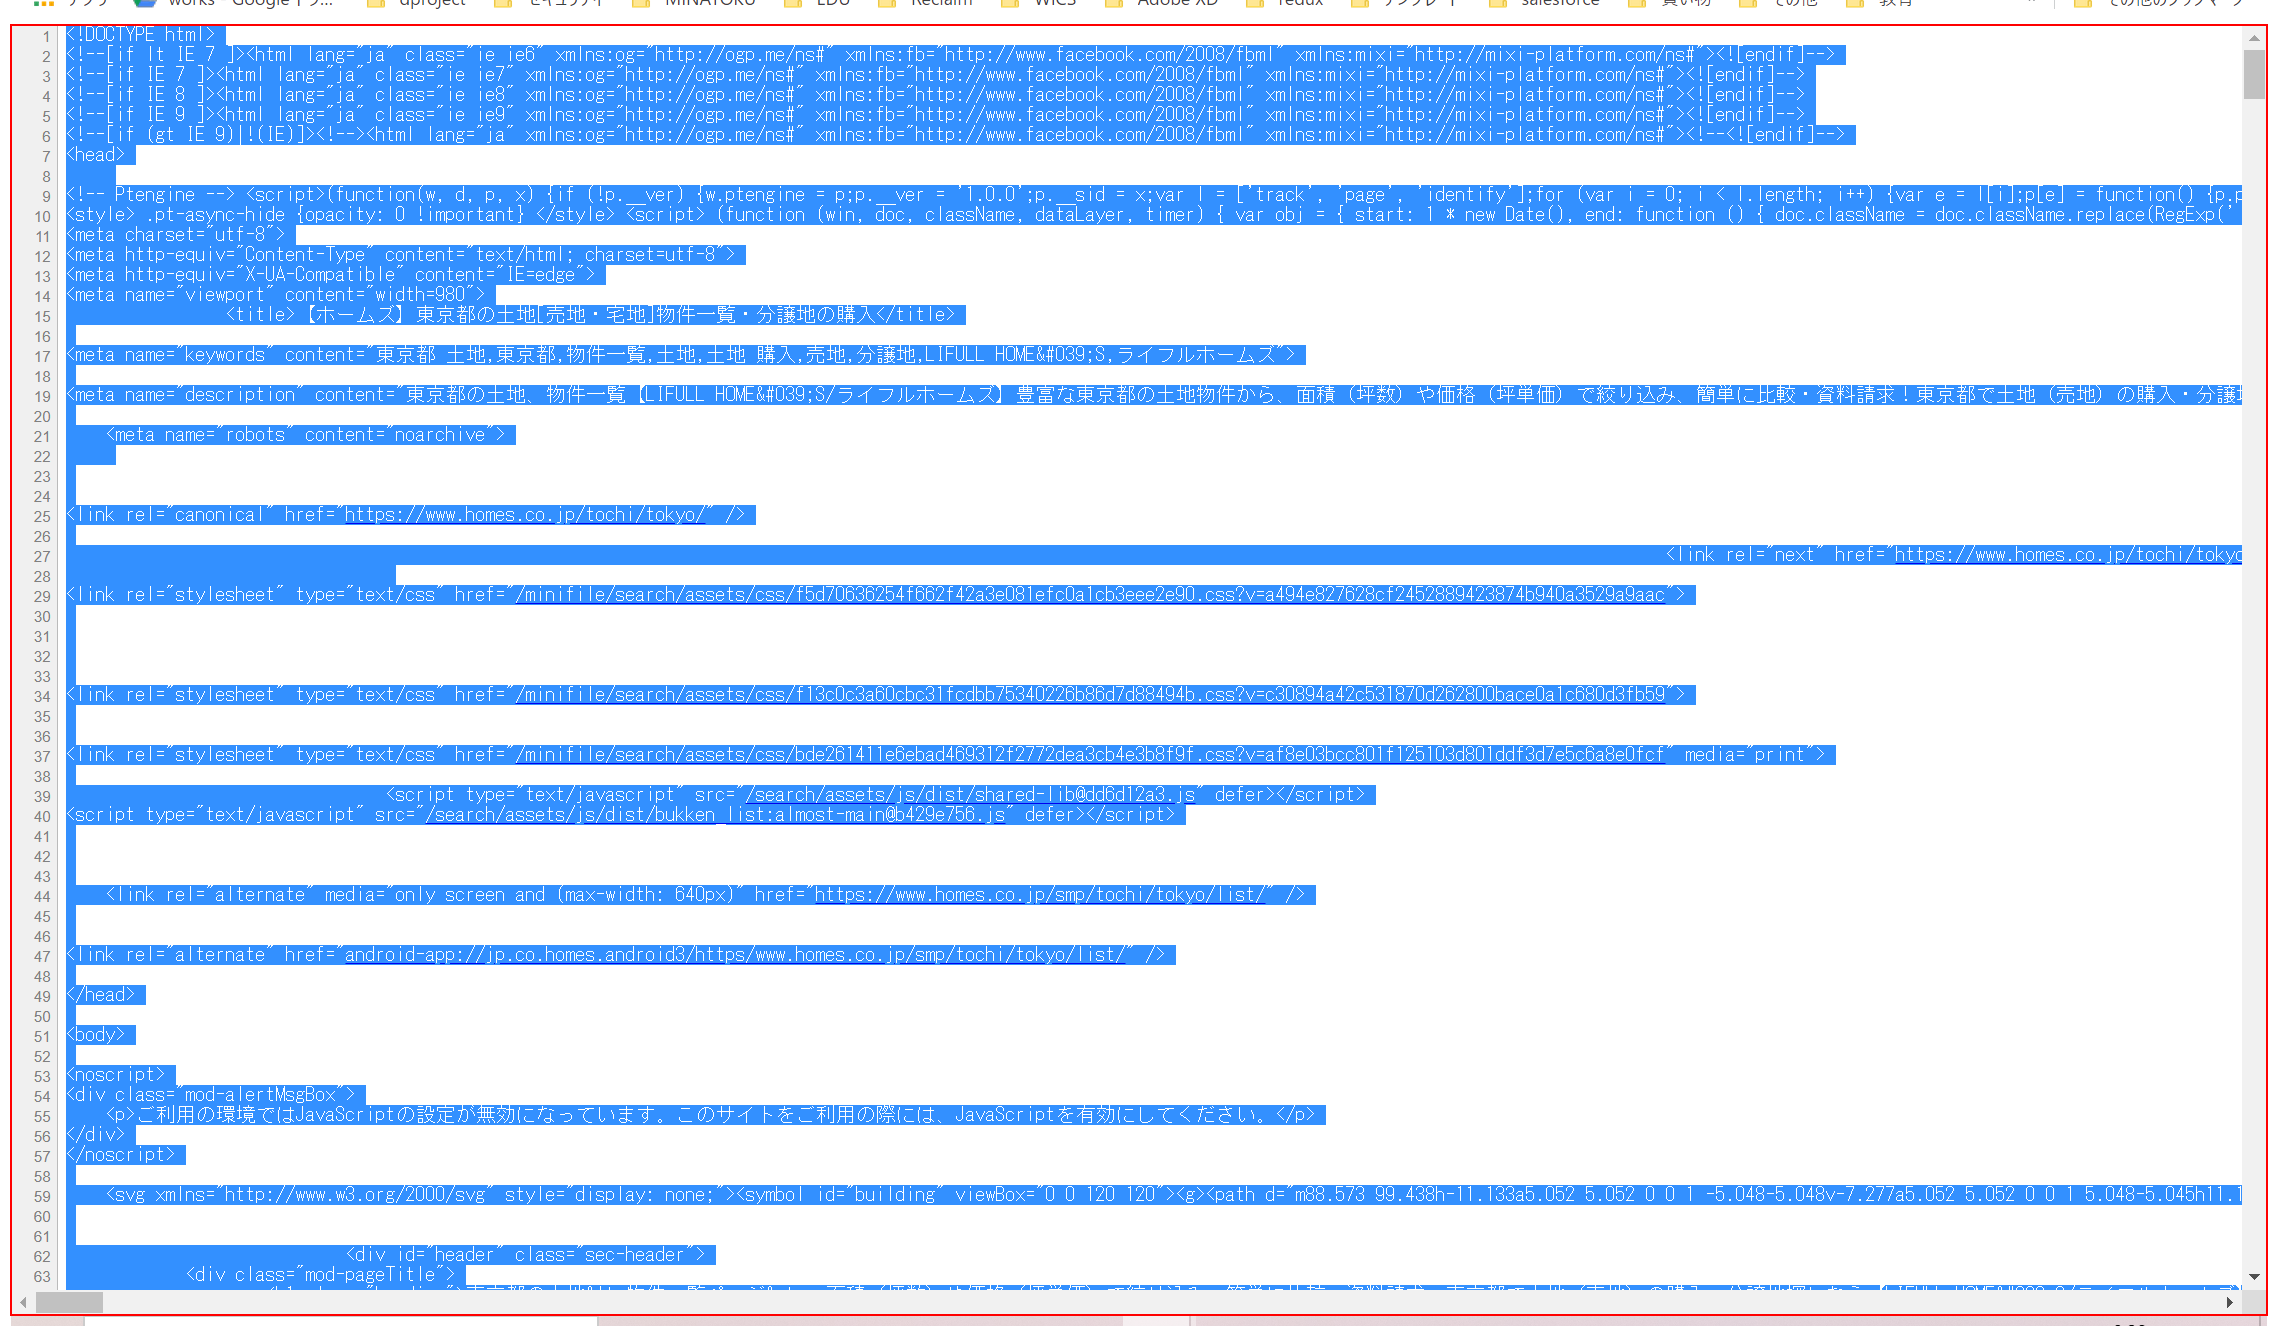 dproject
MINATOKU
EDU
Reclaim
WICS
Adobe XD
redux
salesforce
1 <!DOCTYPE html>
2 <!--[if lt IE 7 ]><html lang="ja" class="ie ie6" xmlns:og="http://ogp.me/ns#" xmlns:fb="http://www.facebook.com/2008/fbml" xmlns:mixi="http://mixi-platform.com/ns#"><![endif]-->
3 <!--[if IE 7 ]><html lang="ja" class="ie ie7" xmlns:og="http://ogp.me/ns#" xmlns:fb="http://www.facebook.com/2008/fbml" xmlns:mixi="http://mixi-platform.com/ns#"><![endif]-->
4 <!--[if IE 8 ]><html lang="ja" class="ie ie8" xmlns:og="http://ogp.me/ns#" xmlns:fb="http://www.facebook.com/2008/fbml" xmlns:mixi="http://mixi-platform.com/ns#"><![endif]-->
5 <!--[if IE 9 ]><html lang="ja" class="ie ie9" xmlns:og="http://ogp.me/ns#" xmlns:fb="http://www.facebook.com/2008/fbml" xmlns:mixi="http://mixi-platform.com/ns#"><![endif]-->
6 <!--[if (gt IE 9)|!(IE)]><!--><html lang="ja" xmlns:og="http://ogp.me/ns#" xmlns:fb="http://www.facebook.com/2008/fbml" xmlns:mixi="http://mixi-platform.com/ns#"><!--<![endif]-->
7 <head>
8
9 <!-- Ptengine --> <script>(function(w, d, p, x) {if (!p.__ver) {w.ptengine = p;p.__ver = '1.0.0';p.__sid = x;var l = ['track', 'page', 'identify'];for (var i = 0; i < l.length; i++) {var e = l[i];p[e] = function() {p.p
10 <style> .pt-async-hide {opacity: 0 !important} </style> <script> (function (win, doc, className, dataLayer, timer) { var obj = { start: 1 * new Date(), end: function () { doc.className = doc.className.replace(RegExp('
11 <meta charset="utf-8">
12 <meta http-equiv="Content-Type" content="text/html; charset=utf-8">
13 <meta http-equiv="X-UA-Compatible" content="IE=edge">
14 <meta name="viewport" content="width=980">
15 <title>【ホームズ】東京都の土地[売地・宅地]物件一覧・分譲地の購入</title>
16
17 <meta name="keywords" content="東京都 土地,東京都,物件一覧,土地,土地 購入,売地,分譲地,LIFULL HOME&#039;S,ライフルホームズ">
18
19 <meta name="description" content="東京都の土地、物件一覧【LIFULL HOME&#039;S/ライフルホームズ】豊富な東京都の土地物件から、面積（坪数）や価格（坪単価）で絞り込み、簡単に比較・資料請求！東京都で土地（売地）の購入・分譲
20
21 <meta name="robots" content="noarchive">
22
23
24
25 <link rel="canonical" href="https://www.homes.co.jp/tochi/tokyo/" />
26
27 <link rel="next" href="https://www.homes.co.jp/tochi/tokyo
28
29 <link rel="stylesheet" type="text/css" href="/minifile/search/assets/css/f5d70636254f662f42a3e081efc0a1cb3eee2e90.css?v=a494e827628cf2452889423874b940a3529a9aac">
30
31
32
33
34 <link rel="stylesheet" type="text/css" href="/minifile/search/assets/css/f13c0c3a60cbc31fcdbb75340226b86d7d88494b.css?v=c30894a42c531870d262800bace0a1c680d3fb59">
35
36
37 <link rel="stylesheet" type="text/css" href="/minifile/search/assets/css/bde261411e6ebad469312f2772dea3cb4e3b8f9f.css?v=af8e03bcc801f125103d801ddf3d7e5c6a8e0fcf" media="print">
38
39 <script type="text/javascript" src="/search/assets/js/dist/shared-lib@dd6d12a3.js" defer></script>
40 <script type="text/javascript" src="/search/assets/js/dist/bukken_list:almost-main@b429e756.js" defer></script>
41
42
43
44 <link rel="alternate" media="only screen and (max-width: 640px)" href="https://www.homes.co.jp/smp/tochi/tokyo/list/" />
45
46
47 <link rel="alternate" href="android-app://jp.co.homes.android3/https/www.homes.co.jp/smp/tochi/tokyo/list/" />
48
49 </head>
50
51 <body>
52
53 <noscript>
54 <div class="mod-alertMsgBox">
55 <p>ご利用の環境ではJavaScriptの設定が無効になっています。このサイトをご利用の際には、JavaScriptを有効にしてください。</p>
56 </div>
57 </noscript>
58
59 <svg xmlns="http://www.w3.org/2000/svg" style="display: none;"><symbol id="building" viewBox="0 0 120 120"><g><path d="m88.573 99.438h-11.133a5.052 5.052 0 0 1 -5.048-5.048v-7.277a5.052 5.052 0 0 1 5.048-5.045h11.1
60
61
62 <div id="header" class="sec-header">
63 <div class="mod-pageTitle">